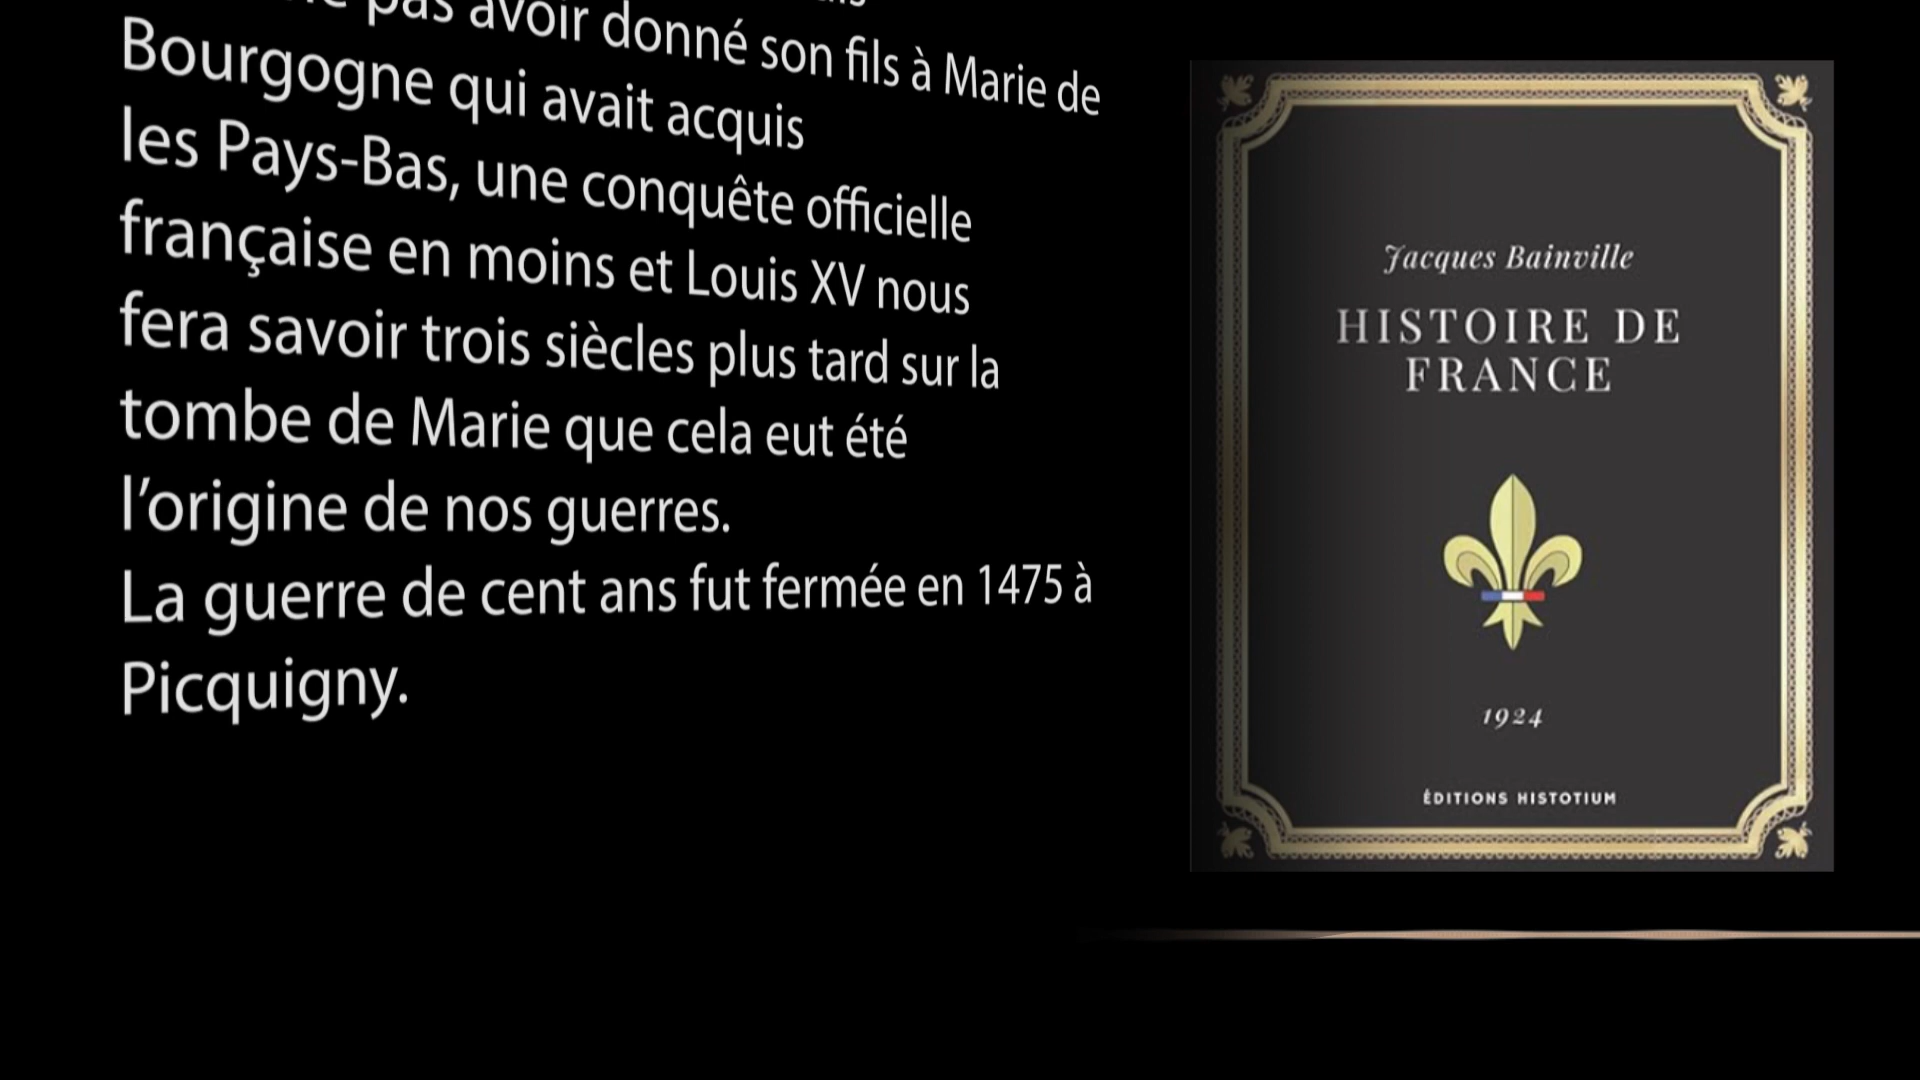 pas avoir donné son fils à Marie de
Bourgogne qui avait acquis
les Pays-Bas, une conquête officielle
française en moins et Louis XV nous
fera savoir trois siècles plus tard sur la
tombe de Marie que cela eut été
l’origine de nos guerres.
La guerre de cent ans fut fermée en 1475 à
Picquigny.
Jacques Bainville
HISTOIRE DE
FRANCE
1924
ÉDITIONS HISTOTIUM